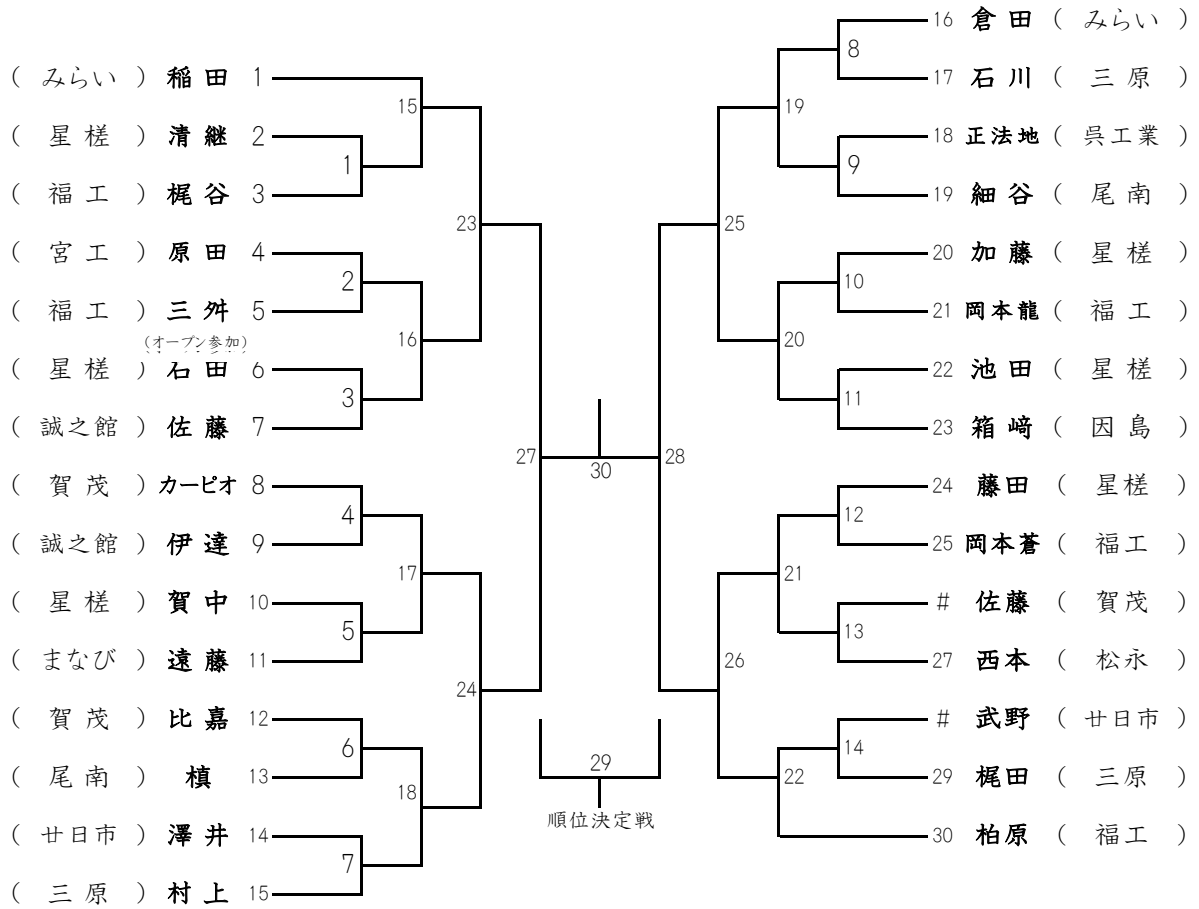 ( みらい ) 稲田 1
( 星槎 ) 清継 2
( 福工 ) 梶谷 3
( 宮工 ) 原田 4
( 福工 ) 三舛 5
(オープン参加)
( 星槎 ) 石田 6
( 誠之館 ) 佐藤 7
( 賀茂 ) カーピオ 8
( 誠之館 ) 伊達 9
( 星槎 ) 賀中 10
( まなび ) 遠藤 11
( 賀茂 ) 比嘉 12
( 尾南 ) 槙 13
( 廿日市 ) 澤井 14
( 三原 ) 村上 15
1
2
3
4
5
6
7
15
16
17
18
23
24
27
30
28
29
順位決定戦
25
26
19
20
21
22
8
9
10
11
12
13
14
16 倉田 ( みらい )
17 石川 ( 三原 )
18 正法地 ( 呉工業 )
19 細谷 ( 尾南 )
20 加藤 ( 星槎 )
21 岡本龍 ( 福工 )
22 池田 ( 星槎 )
23 箱﨑 ( 因島 )
24 藤田 ( 星槎 )
25 岡本蒼 ( 福工 )
# 佐藤 ( 賀茂 )
27 西本 ( 松永 )
# 武野 ( 廿日市 )
29 梶田 ( 三原 )
30 柏原 ( 福工 )